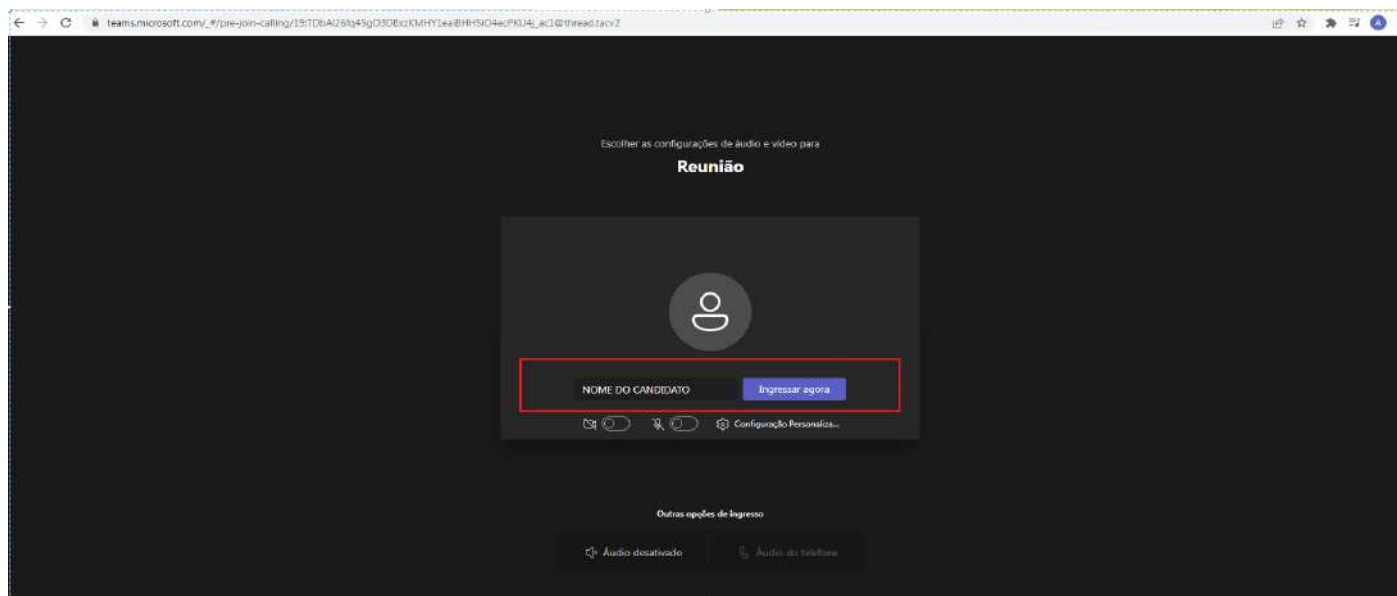 teams.microsoft.com/_#/pre-join-calling/
Escolher as configurações de áudio e vídeo para
Reunião
NOME DO CANDIDATO Ingressar agora
Configuração Personaliza...
Outras opções de ingresso
Áudio desativado Áudio do telefone